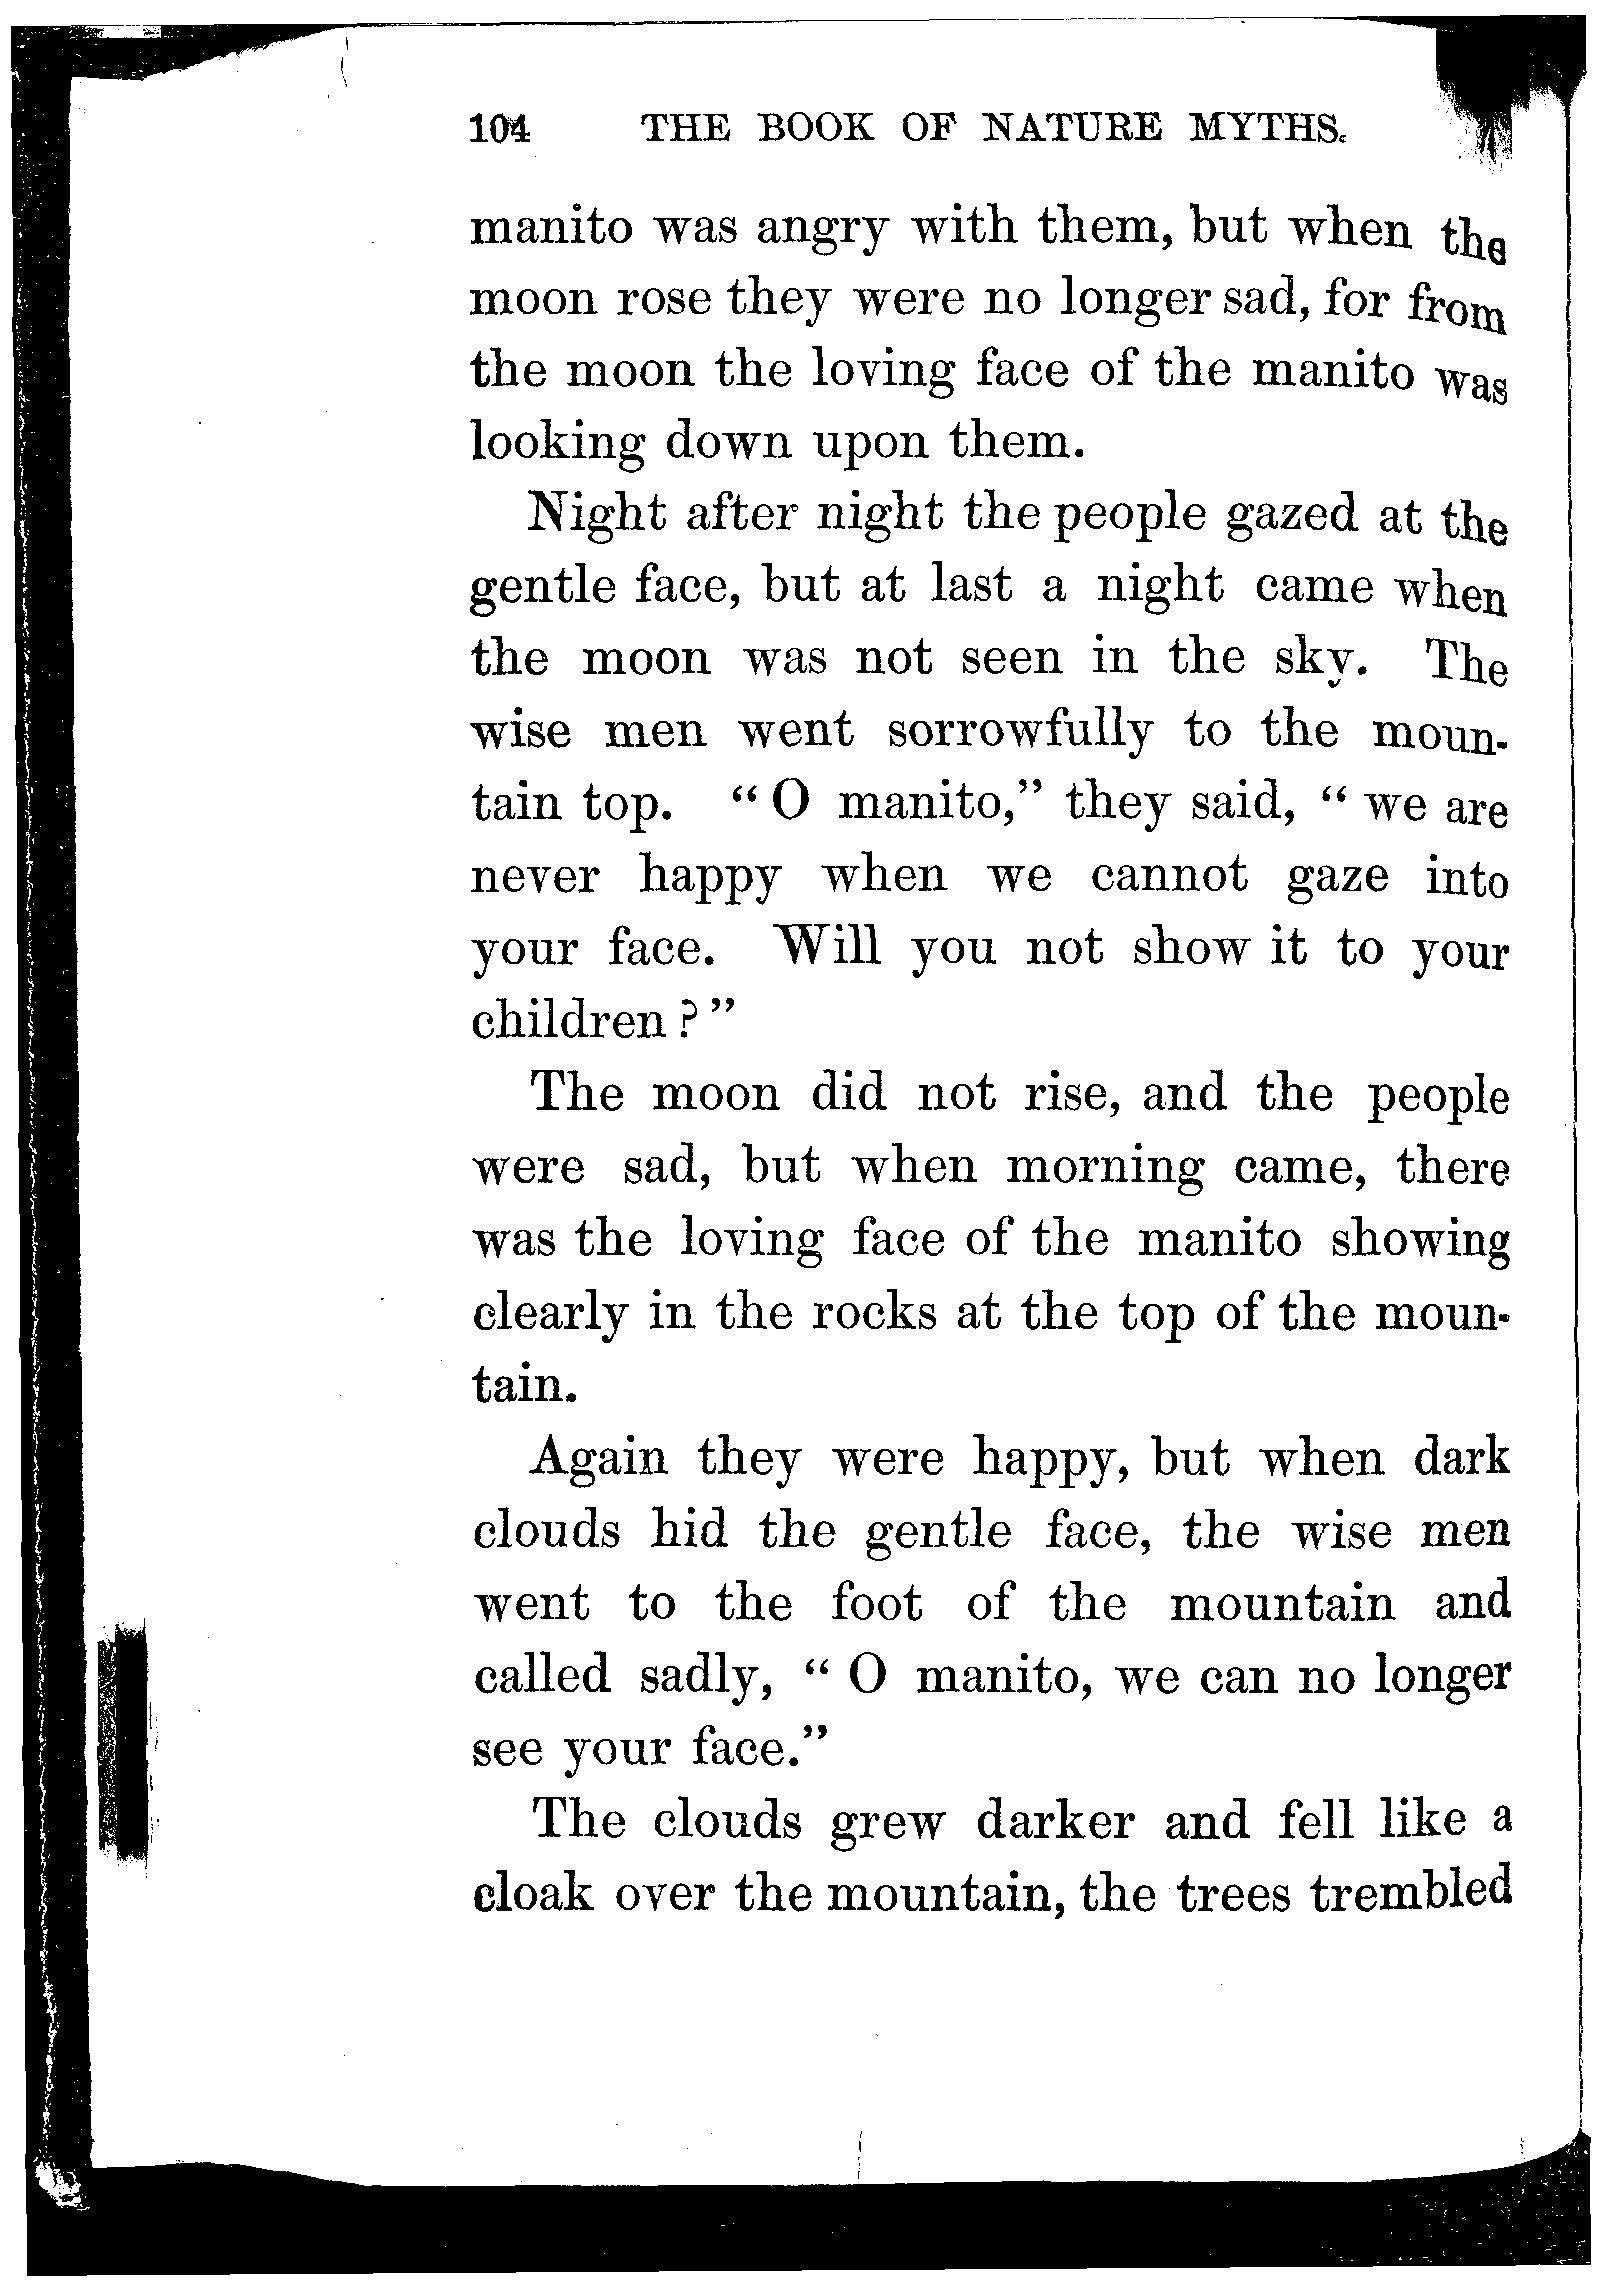 104 THE BOOK OF NATURE MYTHS.
manito was angry with them, but when the
moon rose they were no longer sad, for from
the moon the loving face of the manito was
looking down upon them.
Night after night the people gazed at the
gentle face, but at last a night came when
the moon was not seen in the sky. The
wise men went sorrowfully to the moun-
tain top. "O manito," they said, "we are
never happy when we cannot gaze into
your face. Will you not show it to your
children?"
The moon did not rise, and the people
were sad, but when morning came, there
was the loving face of the manito showing
clearly in the rocks at the top of the moun-
tain.
Again they were happy, but when dark
clouds hid the gentle face, the wise men
went to the foot of the mountain and
called sadly, "O manito, we can no longer
see your face."
The clouds grew darker and fell like a
cloak over the mountain, the trees trembled